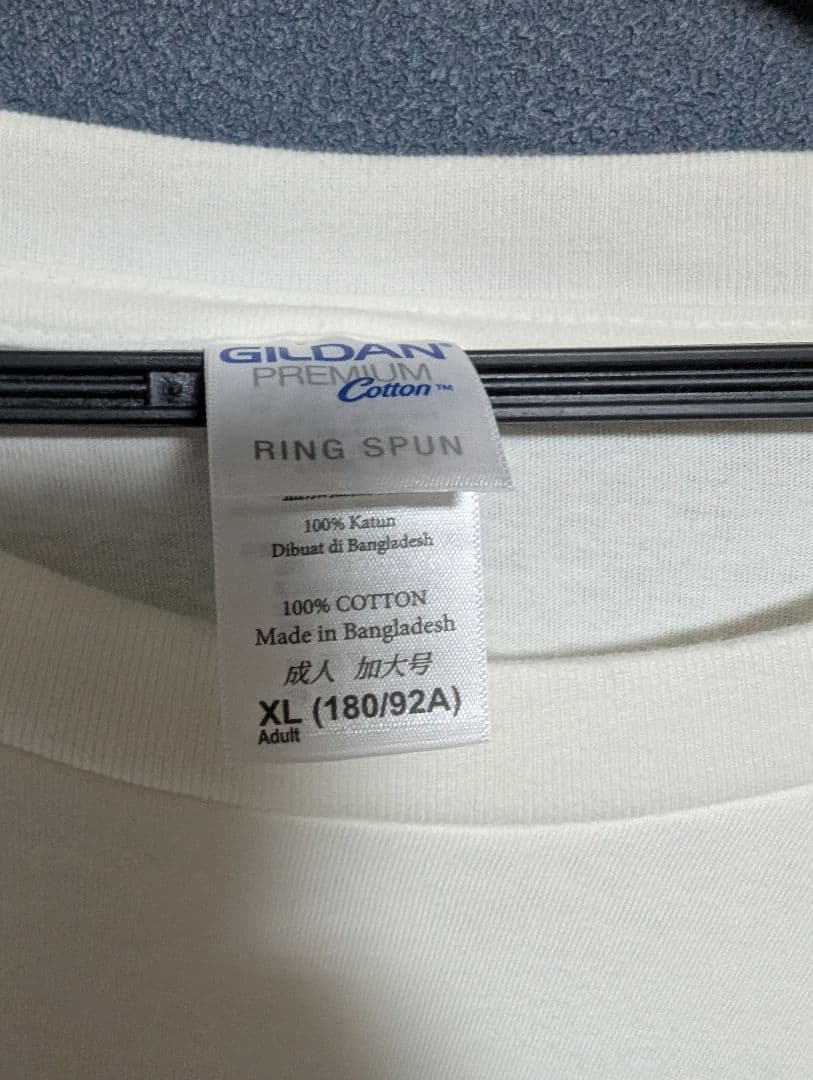 GILDAN®
PREMIUM
Cotton™
RING SPUN
100% Katun
Dibuat di Bangladesh
100% COTTON
Made in Bangladesh
成人 加大号
XL (180/92A)
Adult